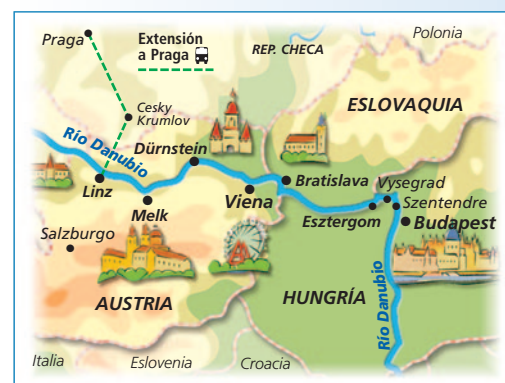 Praga
Extensión
a Praga
REP. CHECA
Polonia
Cesky
Krumlov
ESLOVAQUIA
Río Danubio
Dürnstein
Linz
Melk
Viena
Bratislava
Vysegrad
Esztergom
Szentendre
Budapest
Salzburgo
AUSTRIA
HUNGRÍA
Río Danubio
Italia
Eslovenia
Croacia